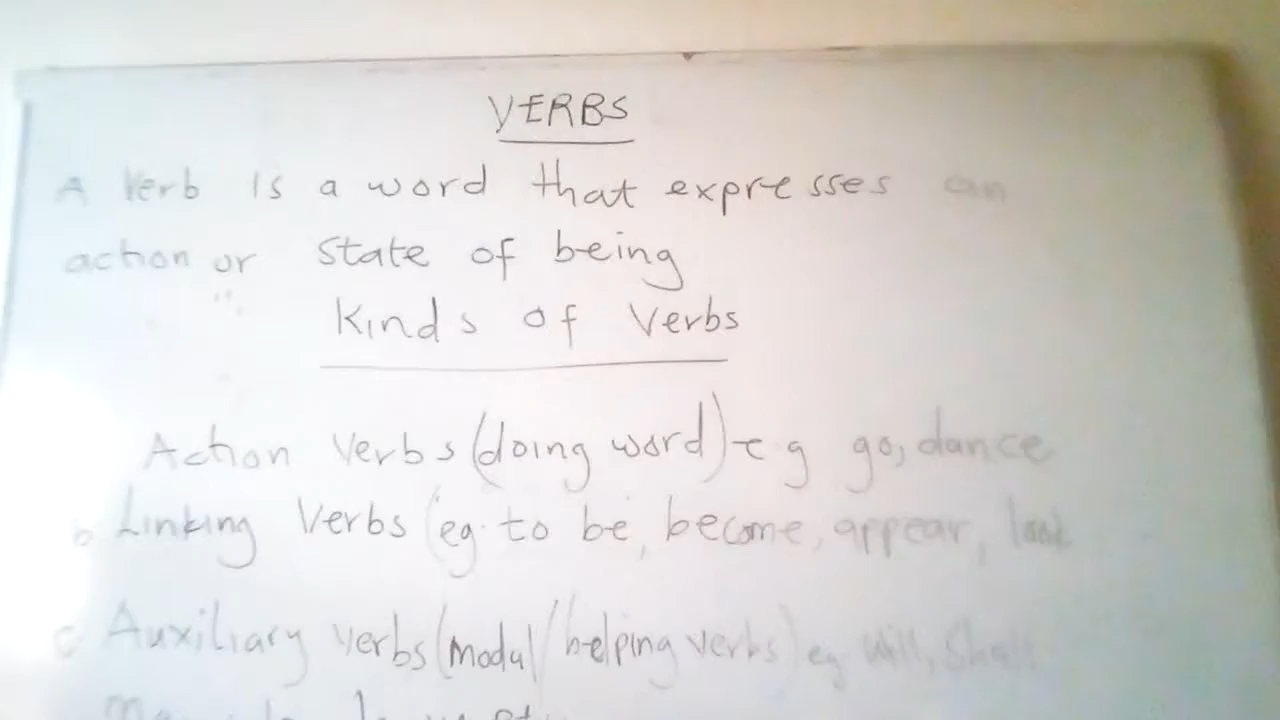 VERBS
A Verb is a word that expresses an
action or state of being
Kinds of Verbs
Action Verbs (doing word) e g go, dance
b Linking Verbs (eg. to be, become, appear, look
c Auxiliary verbs (modal/helping verbs) eg will, shall